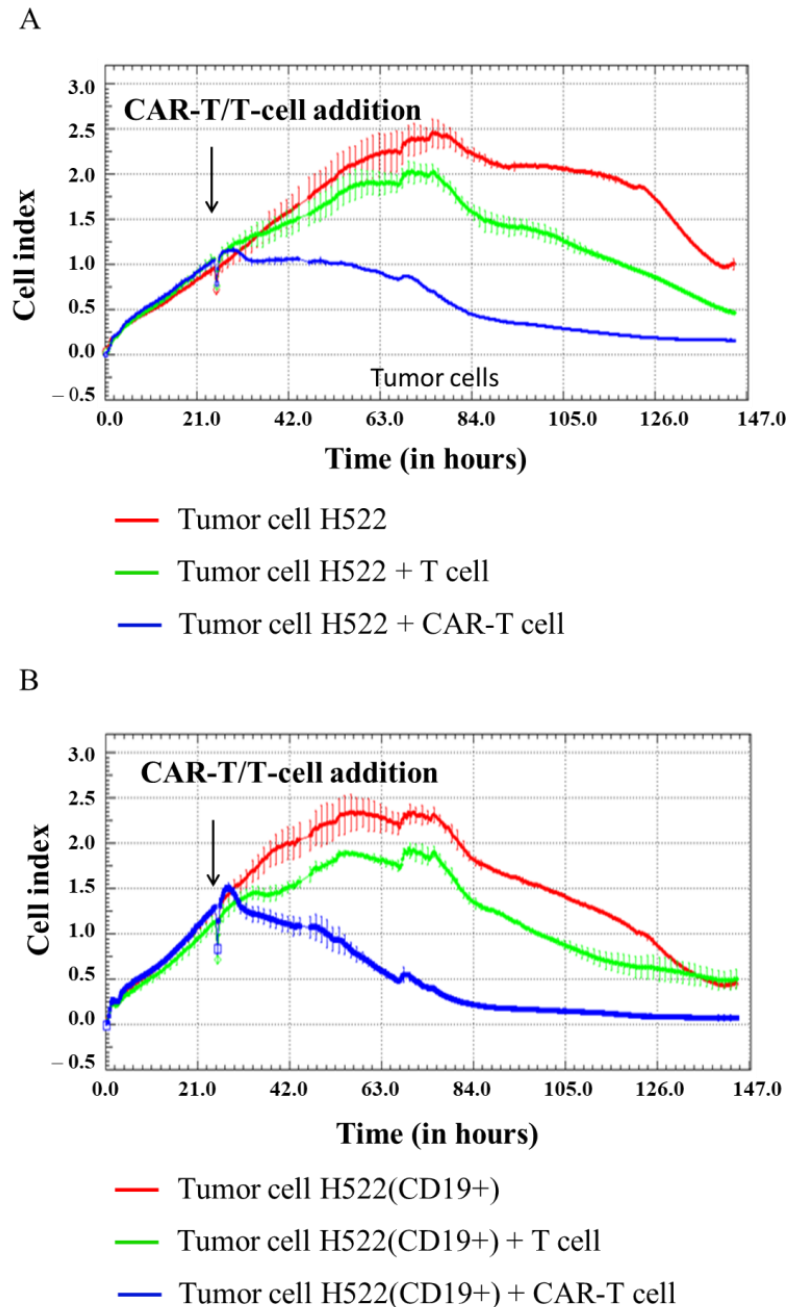 A
CAR-T/T-cell addition
3.0
2.5
2.0
1.5
1.0
0.5
0.0
– 0.5
Cell index
Tumor cells
0.0 21.0 42.0 63.0 84.0 105.0 126.0 147.0
Time (in hours)
Tumor cell H522
Tumor cell H522 + T cell
Tumor cell H522 + CAR-T cell
B
CAR-T/T-cell addition
3.0
2.5
2.0
1.5
1.0
0.5
0.0
– 0.5
Cell index
0.0 21.0 42.0 63.0 84.0 105.0 126.0 147.0
Time (in hours)
Tumor cell H522(CD19+)
Tumor cell H522(CD19+) + T cell
Tumor cell H522(CD19+) + CAR-T cell